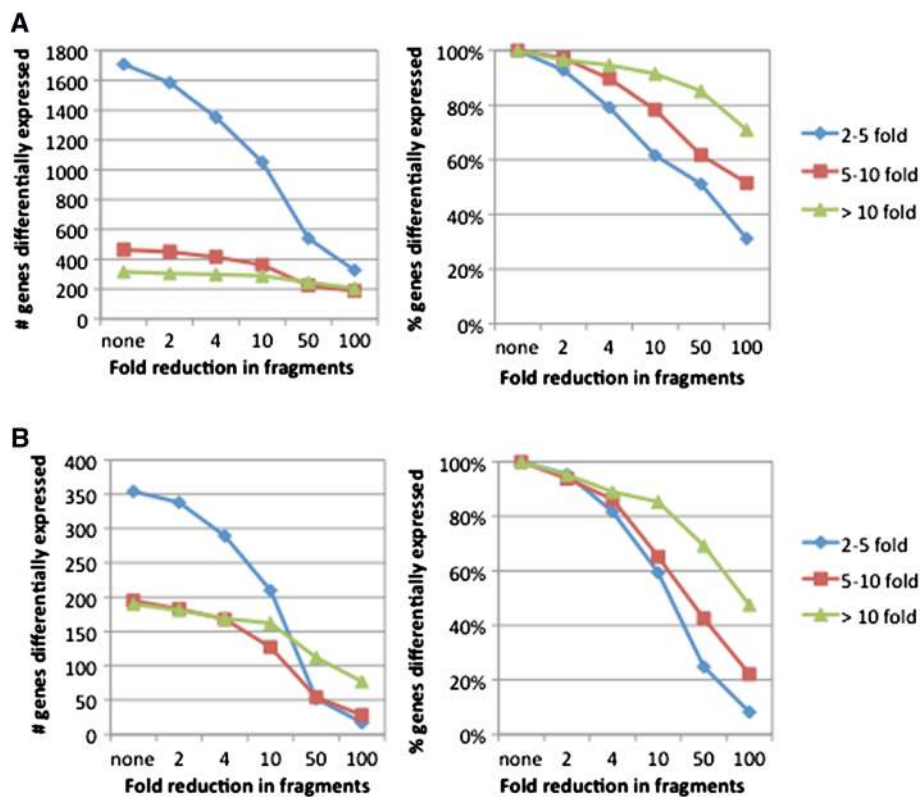 A
# genes differentially expressed
1800
1600
1400
1200
1000
800
600
400
200
0
none 2 4 10 50 100
Fold reduction in fragments
% genes differentially expressed
100%
80%
60%
40%
20%
0%
none 2 4 10 50 100
Fold reduction in fragments
2-5 fold
5-10 fold
> 10 fold
B
# genes differentially expressed
400
350
300
250
200
150
100
50
0
none 2 4 10 50 100
Fold reduction in fragments
% genes differentially expressed
100%
80%
60%
40%
20%
0%
none 2 4 10 50 100
Fold reduction in fragments
2-5 fold
5-10 fold
> 10 fold